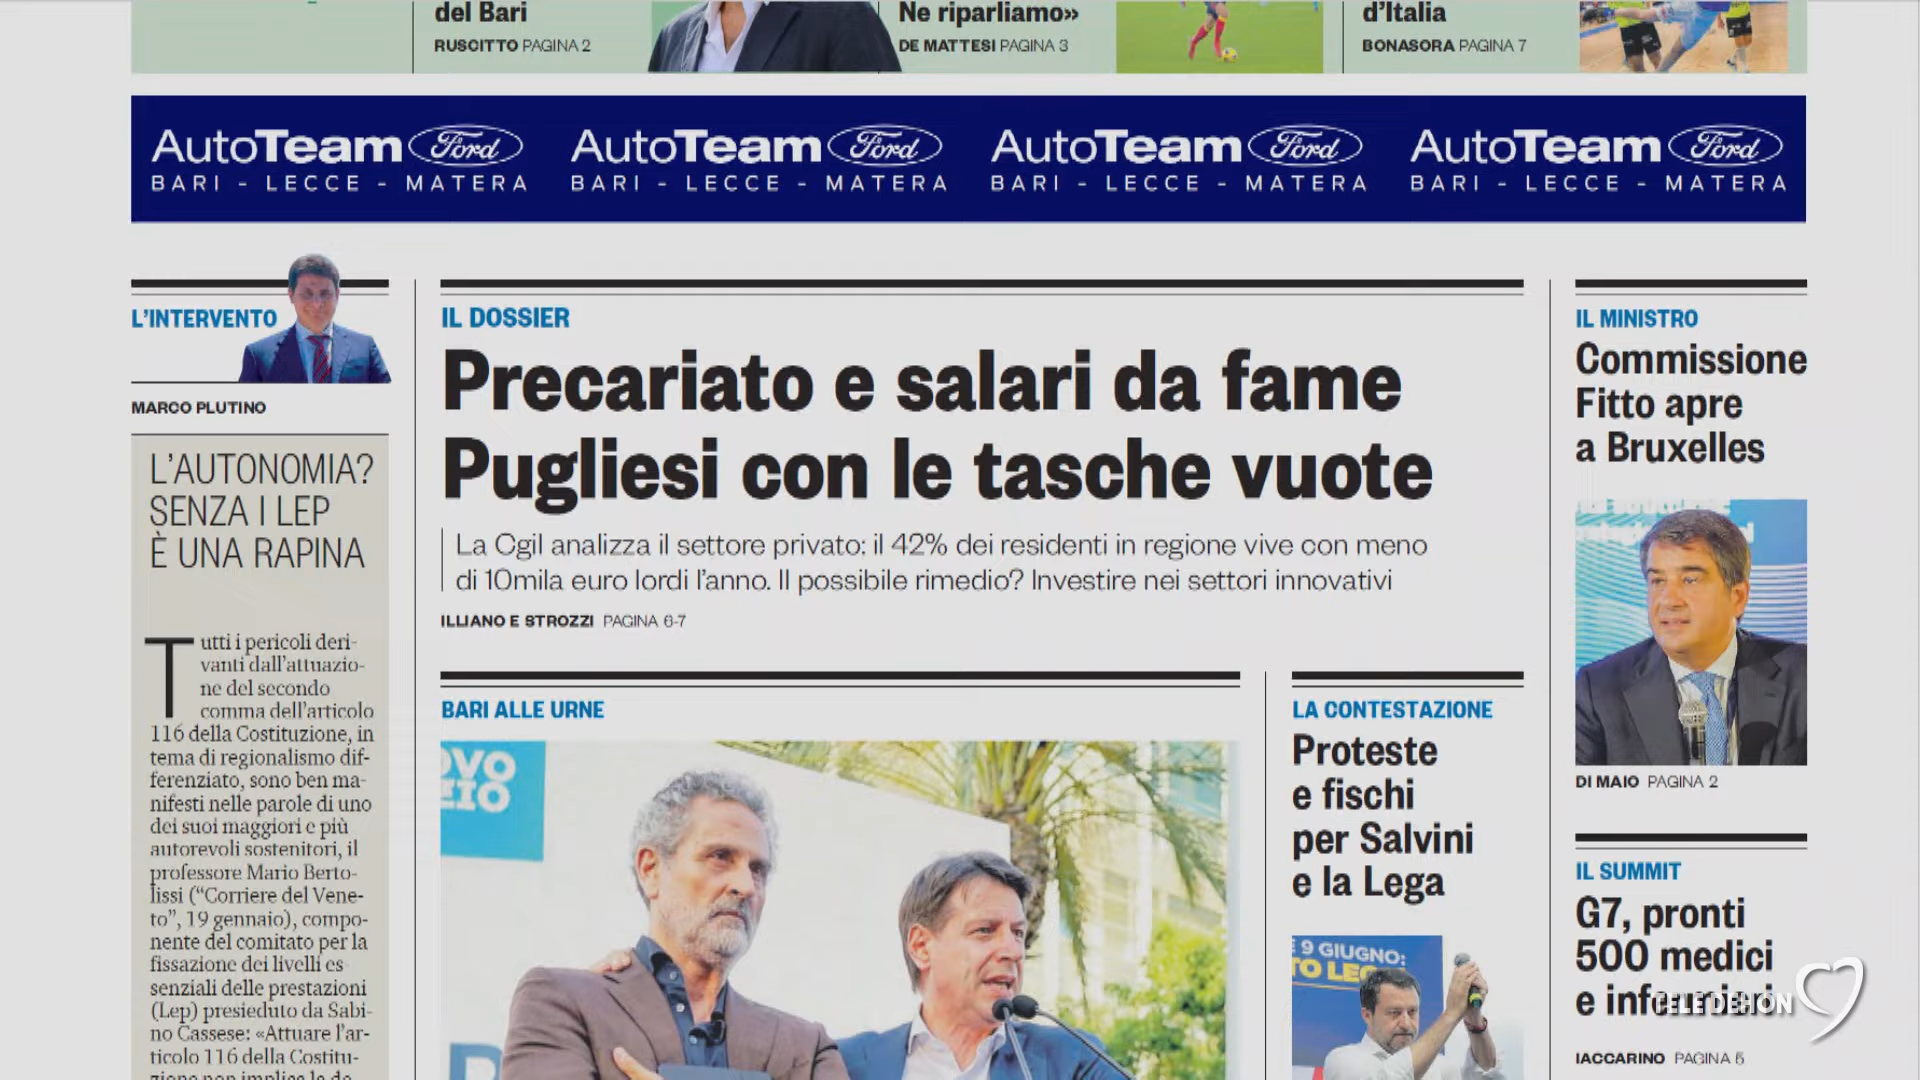 del Bari
RUSCITTO PAGINA 2
Ne riparliamo»
DE MATTESI PAGINA 3
d'Italia
BONASORA PAGINA 7
AutoTeam Ford
BARI - LECCE - MATERA
AutoTeam Ford
BARI - LECCE - MATERA
AutoTeam Ford
BARI - LECCE - MATERA
AutoTeam Ford
BARI - LECCE - MATERA
L'INTERVENTO
MARCO PLUTINO
L'AUTONOMIA?
SENZA I LEP
È UNA RAPINA
Tutti i pericoli deri-
vanti dall'attuazio-
ne del secondo
comma dell'articolo
116 della Costituzione, in
tema di regionalismo dif-
ferenziato, sono ben ma-
nifesti nelle parole di uno
dei suoi maggiori e più
autorevoli sostenitori, il
professore Mario Berto-
lissi ("Corriere del Vene-
to", 19 gennaio), compo-
nente del comitato per la
fissazione dei livelli es-
senziali delle prestazioni
(Lep) presieduto da Sabi-
no Cassese: «Attuare l'ar-
ticolo 116 della Costitu-
zione non implica la de-
IL DOSSIER
Precariato e salari da fame
Pugliesi con le tasche vuote
La Cgil analizza il settore privato: il 42% dei residenti in regione vive con meno
di 10mila euro lordi l'anno. Il possibile rimedio? Investire nei settori innovativi
ILLIANO E STROZZI PAGINA 6-7
BARI ALLE URNE
LA CONTESTAZIONE
Proteste
e fischi
per Salvini
e la Lega
9 GIUGNO:
IL MINISTRO
Commissione
Fitto apre
a Bruxelles
DI MAIO PAGINA 2
IL SUMMIT
G7, pronti
500 medici
e infermieri
IACCARINO PAGINA 5
TELE DEHON